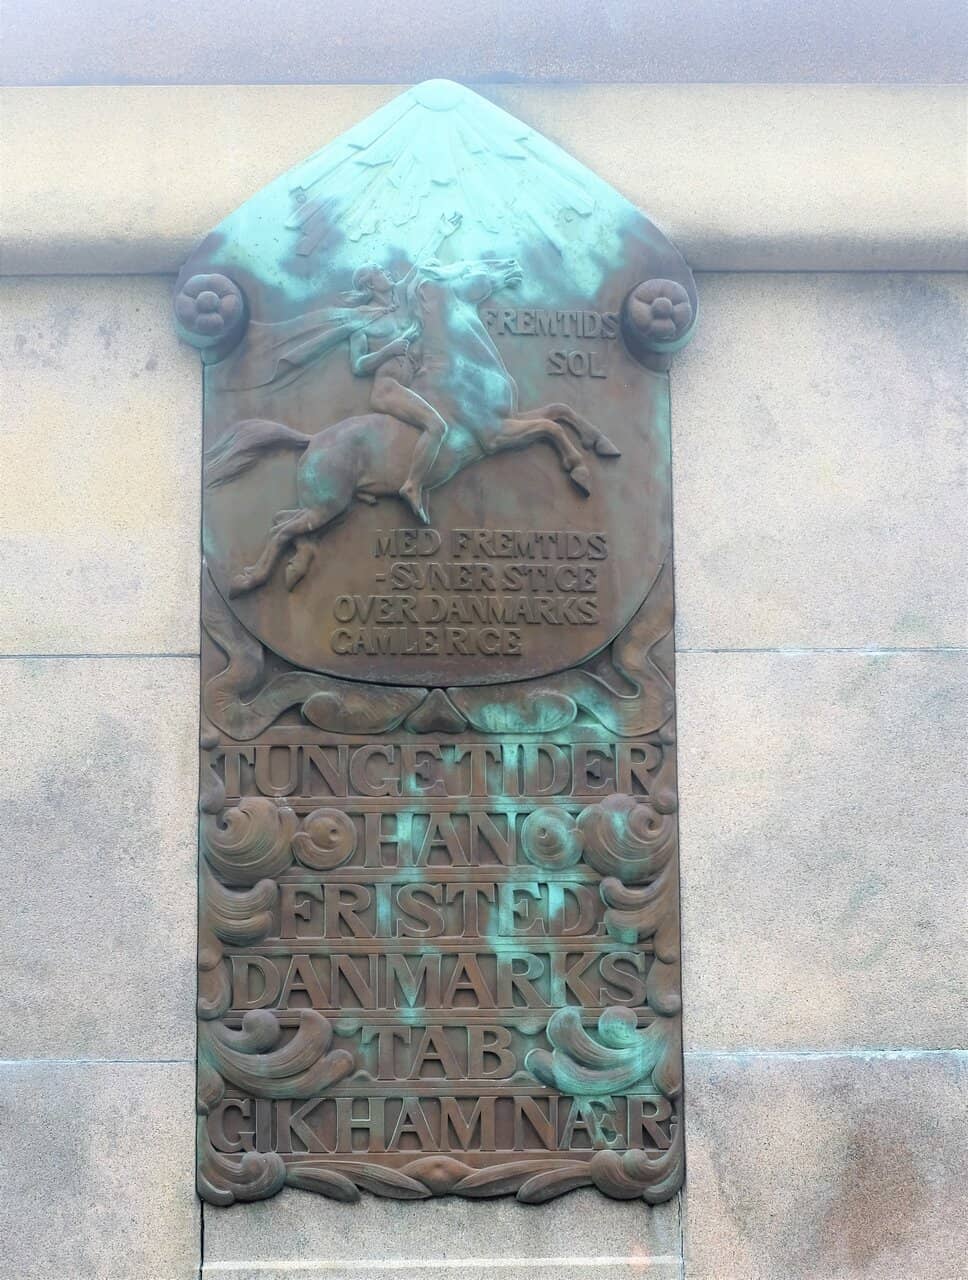 FREMTIDS
SOL
MED FREMTIDS
-SYNER STIGE
OVER DANMARKS
GAMLE RIGE
TUNGE TIDER
HAN
FRISTED.
DANMARKS
TAB
GIK HAM NÆR